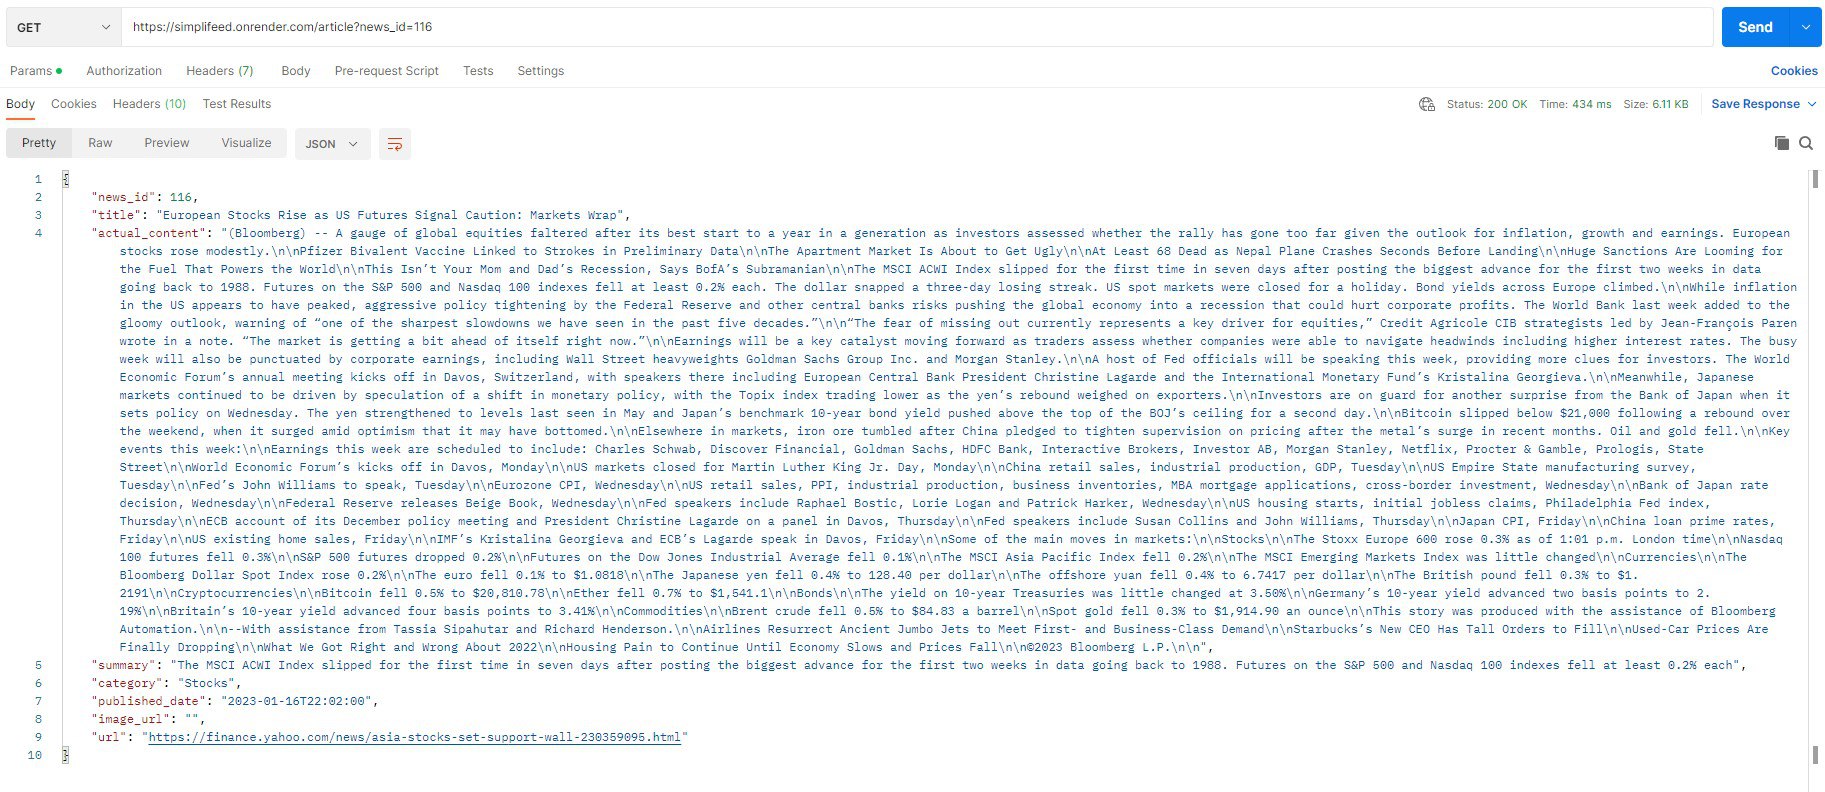 GET
https://simplifeed.onrender.com/article?news_id=116
Send
Params
Authorization
Headers (7)
Body
Pre-request Script
Tests
Settings
Cookies
Body
Cookies
Headers (10)
Test Results
Status: 200 OK
Time: 434 ms
Size: 6.11 KB
Save Response
Pretty
Raw
Preview
Visualize
JSON
1 {
2 "news_id": 116,
3 "title": "European Stocks Rise as US Futures Signal Caution: Markets Wrap",
4 "actual_content": "(Bloomberg) -- A gauge of global equities faltered after its best start to a year in a generation as investors assessed whether the rally has gone too far given the outlook for inflation, growth and earnings. European
stocks rose modestly.\n\nPfizer Bivalent Vaccine Linked to Strokes in Preliminary Data\n\nThe Apartment Market Is About to Get Ugly\n\nAt Least 68 Dead as Nepal Plane Crashes Seconds Before Landing\n\nHuge Sanctions Are Looming for
the Fuel That Powers the World\n\nThis Isn’t Your Mom and Dad’s Recession, Says BofA’s Subramanian\n\nThe MSCI ACWI Index slipped for the first time in seven days after posting the biggest advance for the first two weeks in data
going back to 1988. Futures on the S&P 500 and Nasdaq 100 indexes fell at least 0.2% each. The dollar snapped a three-day losing streak. US spot markets were closed for a holiday. Bond yields across Europe climbed.\n\nWhile inflation
in the US appears to have peaked, aggressive policy tightening by the Federal Reserve and other central banks risks pushing the global economy into a recession that could hurt corporate profits. The World Bank last week added to the
gloomy outlook, warning of “one of the sharpest slowdowns we have seen in the past five decades.”\n\n“The fear of missing out currently represents a key driver for equities,” Credit Agricole CIB strategists led by Jean-François Paren
wrote in a note. “The market is getting a bit ahead of itself right now.”\n\nEarnings will be a key catalyst moving forward as traders assess whether companies were able to navigate headwinds including higher interest rates. The busy
week will also be punctuated by corporate earnings, including Wall Street heavyweights Goldman Sachs Group Inc. and Morgan Stanley.\n\nA host of Fed officials will be speaking this week, providing more clues for investors. The World
Economic Forum’s annual meeting kicks off in Davos, Switzerland, with speakers there including European Central Bank President Christine Lagarde and the International Monetary Fund’s Kristalina Georgieva.\n\nMeanwhile, Japanese
markets continued to be driven by speculation of a shift in monetary policy, with the Topix index trading lower as the yen’s rebound weighed on exporters.\n\nInvestors are on guard for another surprise from the Bank of Japan when it
sets policy on Wednesday. The yen strengthened to levels last seen in May and Japan’s benchmark 10-year bond yield pushed above the top of the BOJ’s ceiling for a second day.\n\nBitcoin slipped below $21,000 following a rebound over
the weekend, when it surged amid optimism that it may have bottomed.\n\nElsewhere in markets, iron ore tumbled after China pledged to tighten supervision on pricing after the metal’s surge in recent months. Oil and gold fell.\n\nKey
events this week:\n\nEarnings this week are scheduled to include: Charles Schwab, Discover Financial, Goldman Sachs, HDFC Bank, Interactive Brokers, Investor AB, Morgan Stanley, Netflix, Procter & Gamble, Prologis, State
Street\n\nWorld Economic Forum’s kicks off in Davos, Monday\n\nUS markets closed for Martin Luther King Jr. Day, Monday\n\nChina retail sales, industrial production, GDP, Tuesday\n\nUS Empire State manufacturing survey,
Tuesday\n\nFed’s John Williams to speak, Tuesday\n\nEurozone CPI, Wednesday\n\nUS retail sales, PPI, industrial production, business inventories, MBA mortgage applications, cross-border investment, Wednesday\n\nBank of Japan rate
decision, Wednesday\n\nFederal Reserve releases Beige Book, Wednesday\n\nFed speakers include Raphael Bostic, Lorie Logan and Patrick Harker, Wednesday\n\nUS housing starts, initial jobless claims, Philadelphia Fed index,
Thursday\n\nECB account of its December policy meeting and President Christine Lagarde on a panel in Davos, Thursday\n\nFed speakers include Susan Collins and John Williams, Thursday\n\nJapan CPI, Friday\n\nChina loan prime rates,
Friday\n\nUS existing home sales, Friday\n\nIMF’s Kristalina Georgieva and ECB’s Lagarde speak in Davos, Friday\n\nSome of the main moves in markets:\n\nStocks\n\nThe Stoxx Europe 600 rose 0.3% as of 1:01 p.m. London time\n\nNasdaq
100 futures fell 0.3%\n\nS&P 500 futures dropped 0.2%\n\nFutures on the Dow Jones Industrial Average fell 0.1%\n\nThe MSCI Asia Pacific Index fell 0.2%\n\nThe MSCI Emerging Markets Index was little changed\n\nCurrencies\n\nThe
Bloomberg Dollar Spot Index rose 0.2%\n\nThe euro fell 0.1% to $1.0818\n\nThe Japanese yen fell 0.4% to 128.40 per dollar\n\nThe offshore yuan fell 0.4% to 6.7417 per dollar\n\nThe British pound fell 0.3% to $1.
2191\n\nCryptocurrencies\n\nBitcoin fell 0.5% to $20,810.78\n\nEther fell 0.7% to $1,541.1\n\nBonds\n\nThe yield on 10-year Treasuries was little changed at 3.50%\n\nGermany’s 10-year yield advanced two basis points to 2.
19%\n\nBritain’s 10-year yield advanced four basis points to 3.41%\n\nCommodities\n\nBrent crude fell 0.5% to $84.83 a barrel\n\nSpot gold fell 0.3% to $1,914.90 an ounce\n\nThis story was produced with the assistance of Bloomberg
Automation.\n\n--With assistance from Tassia Sipahutar and Richard Henderson.\n\nAirlines Resurrect Ancient Jumbo Jets to Meet First- and Business-Class Demand\n\nStarbucks’s New CEO Has Tall Orders to Fill\n\nUsed-Car Prices Are
Finally Dropping\n\nWhat We Got Right and Wrong About 2022\n\nHousing Pain to Continue Until Economy Slows and Prices Fall\n\n©2023 Bloomberg L.P.\n\n",
5 "summary": "The MSCI ACWI Index slipped for the first time in seven days after posting the biggest advance for the first two weeks in data going back to 1988. Futures on the S&P 500 and Nasdaq 100 indexes fell at least 0.2% each",
6 "category": "Stocks",
7 "published_date": "2023-01-16T22:02:00",
8 "image_url": "",
9 "url": "https://finance.yahoo.com/news/asia-stocks-set-support-wall-230359095.html"
10 }